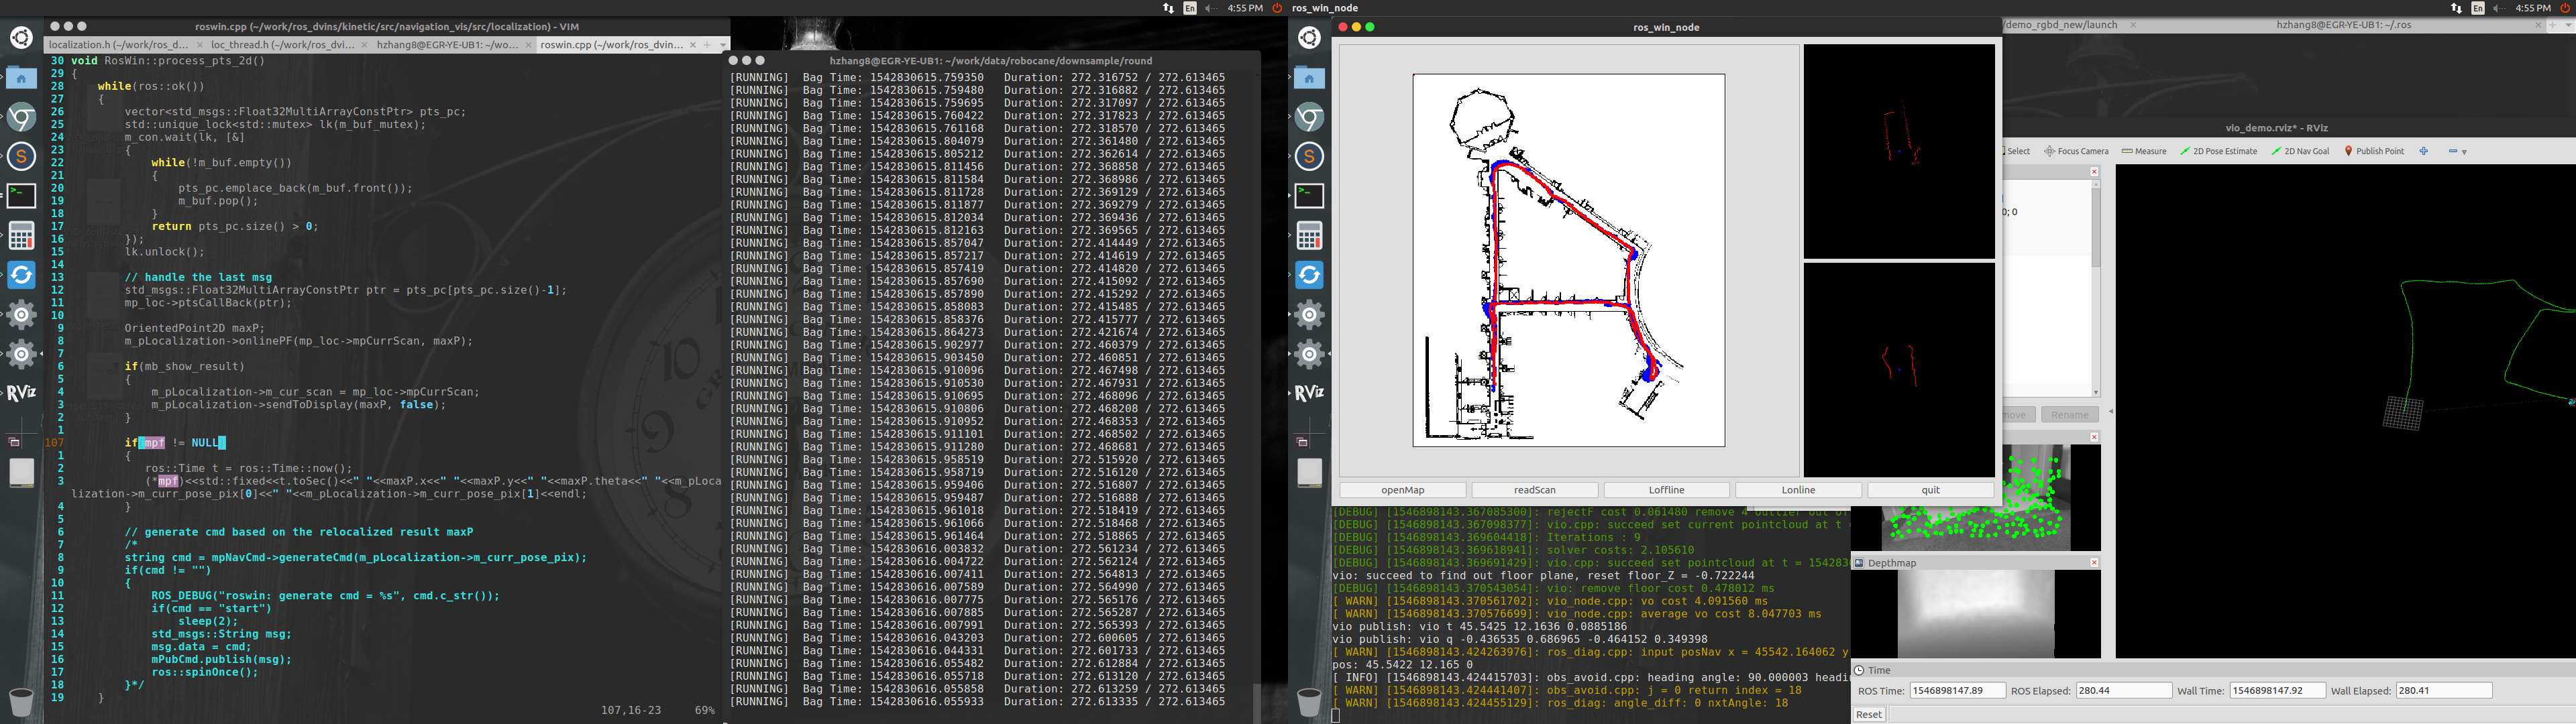 En 4:55 PM
roswin.cpp (~/work/ros_dvins/kinetic/src/navigation_vis/src/localization) - VIM
localization.h (~/work/ros_d... × loc_thread.h (~/work/ros_dvi... × hzhang8@EGR-YE-UB1: ~/wo... × roswin.cpp (~/work/ros_dvin... ×
30 void RosWin::process_pts_2d()
29 {
28 while(ros::ok())
27 {
26 vector<std_msgs::Float32MultiArrayConstPtr> pts_pc;
25 std::unique_lock<std::mutex> lk(m_buf_mutex);
24 m_con.wait(lk, [&]
23 {
22 while(!m_buf.empty())
21 {
20 pts_pc.emplace_back(m_buf.front());
19 m_buf.pop();
18 }
17 return pts_pc.size() > 0;
16 });
15 lk.unlock();
14
13 // handle the last msg
12 std_msgs::Float32MultiArrayConstPtr ptr = pts_pc[pts_pc.size()-1];
11 mp_loc->ptsCallBack(ptr);
10
9 OrientedPoint2D maxP;
8 m_pLocalization->onlinePF(mp_loc->mpCurrScan, maxP);
7
6 if(mb_show_result)
5 {
4 m_pLocalization->m_cur_scan = mp_loc->mpCurrScan;
3 m_pLocalization->sendToDisplay(maxP, false);
2 }
1
107 if(mpf != NULL)
1 {
2 ros::Time t = ros::Time::now();
3 (*mpf)<<std::fixed<<t.toSec()<<" "<<maxP.x<<" "<<maxP.y<<" "<<maxP.theta<<" "<<m_pLoca
lization->m_curr_pose_pix[0]<<" "<<m_pLocalization->m_curr_pose_pix[1]<<endl;
4 }
5
6 // generate cmd based on the relocalized result maxP
7 /*
8 string cmd = mpNavCmd->generateCmd(m_pLocalization->m_curr_pose_pix);
9 if(cmd != "")
10 {
11 ROS_DEBUG("roswin: generate cmd = %s", cmd.c_str());
12 if(cmd == "start")
13 sleep(2);
14 std_msgs::String msg;
15 msg.data = cmd;
16 mPubCmd.publish(msg);
17 ros::spinOnce();
18 }*/
19 }
107,16-23 69%
hzhang8@EGR-YE-UB1: ~/work/data/robocane/downsample/round
[RUNNING] Bag Time: 1542830615.759350 Duration: 272.316752 / 272.613465
[RUNNING] Bag Time: 1542830615.759480 Duration: 272.316882 / 272.613465
[RUNNING] Bag Time: 1542830615.759695 Duration: 272.317097 / 272.613465
[RUNNING] Bag Time: 1542830615.760422 Duration: 272.317823 / 272.613465
[RUNNING] Bag Time: 1542830615.761168 Duration: 272.318570 / 272.613465
[RUNNING] Bag Time: 1542830615.804079 Duration: 272.361480 / 272.613465
[RUNNING] Bag Time: 1542830615.805212 Duration: 272.362614 / 272.613465
[RUNNING] Bag Time: 1542830615.811456 Duration: 272.368858 / 272.613465
[RUNNING] Bag Time: 1542830615.811584 Duration: 272.368986 / 272.613465
[RUNNING] Bag Time: 1542830615.811728 Duration: 272.369129 / 272.613465
[RUNNING] Bag Time: 1542830615.811877 Duration: 272.369279 / 272.613465
[RUNNING] Bag Time: 1542830615.812034 Duration: 272.369436 / 272.613465
[RUNNING] Bag Time: 1542830615.812163 Duration: 272.369565 / 272.613465
[RUNNING] Bag Time: 1542830615.857047 Duration: 272.414449 / 272.613465
[RUNNING] Bag Time: 1542830615.857217 Duration: 272.414619 / 272.613465
[RUNNING] Bag Time: 1542830615.857419 Duration: 272.414820 / 272.613465
[RUNNING] Bag Time: 1542830615.857690 Duration: 272.415092 / 272.613465
[RUNNING] Bag Time: 1542830615.857890 Duration: 272.415292 / 272.613465
[RUNNING] Bag Time: 1542830615.858083 Duration: 272.415485 / 272.613465
[RUNNING] Bag Time: 1542830615.858376 Duration: 272.415777 / 272.613465
[RUNNING] Bag Time: 1542830615.864273 Duration: 272.421674 / 272.613465
[RUNNING] Bag Time: 1542830615.902977 Duration: 272.460379 / 272.613465
[RUNNING] Bag Time: 1542830615.903450 Duration: 272.460851 / 272.613465
[RUNNING] Bag Time: 1542830615.910096 Duration: 272.467498 / 272.613465
[RUNNING] Bag Time: 1542830615.910530 Duration: 272.467931 / 272.613465
[RUNNING] Bag Time: 1542830615.910695 Duration: 272.468096 / 272.613465
[RUNNING] Bag Time: 1542830615.910806 Duration: 272.468208 / 272.613465
[RUNNING] Bag Time: 1542830615.910952 Duration: 272.468353 / 272.613465
[RUNNING] Bag Time: 1542830615.911101 Duration: 272.468502 / 272.613465
[RUNNING] Bag Time: 1542830615.911280 Duration: 272.468681 / 272.613465
[RUNNING] Bag Time: 1542830615.958519 Duration: 272.515920 / 272.613465
[RUNNING] Bag Time: 1542830615.958719 Duration: 272.516120 / 272.613465
[RUNNING] Bag Time: 1542830615.959406 Duration: 272.516807 / 272.613465
[RUNNING] Bag Time: 1542830615.959487 Duration: 272.516888 / 272.613465
[RUNNING] Bag Time: 1542830615.961018 Duration: 272.518419 / 272.613465
[RUNNING] Bag Time: 1542830615.961066 Duration: 272.518468 / 272.613465
[RUNNING] Bag Time: 1542830615.961464 Duration: 272.518865 / 272.613465
[RUNNING] Bag Time: 1542830616.003832 Duration: 272.561234 / 272.613465
[RUNNING] Bag Time: 1542830616.004722 Duration: 272.562124 / 272.613465
[RUNNING] Bag Time: 1542830616.007411 Duration: 272.564813 / 272.613465
[RUNNING] Bag Time: 1542830616.007589 Duration: 272.564990 / 272.613465
[RUNNING] Bag Time: 1542830616.007775 Duration: 272.565176 / 272.613465
[RUNNING] Bag Time: 1542830616.007885 Duration: 272.565287 / 272.613465
[RUNNING] Bag Time: 1542830616.007991 Duration: 272.565393 / 272.613465
[RUNNING] Bag Time: 1542830616.043203 Duration: 272.600605 / 272.613465
[RUNNING] Bag Time: 1542830616.044331 Duration: 272.601733 / 272.613465
[RUNNING] Bag Time: 1542830616.055482 Duration: 272.612884 / 272.613465
[RUNNING] Bag Time: 1542830616.055718 Duration: 272.613120 / 272.613465
[RUNNING] Bag Time: 1542830616.055858 Duration: 272.613259 / 272.613465
[RUNNING] Bag Time: 1542830616.055933 Duration: 272.613335 / 272.613465
RViz
ros_win_node
En 4:55 PM
ros_win_node
openMap readScan Loffline Lonline quit
/demo_rgbd_new/launch × hzhang8@EGR-YE-UB1: ~/.ros ×
vio_demo.rviz* - RViz
Select Focus Camera Measure 2D Pose Estimate 2D Nav Goal Publish Point
0; 0
move Rename
[DEBUG] [1546898143.367085300]: rejectF cost 0.061480 remove 4 outlier out of
[DEBUG] [1546898143.367098377]: vio.cpp: succeed set current pointcloud at t
[DEBUG] [1546898143.369604418]: Iterations : 9
[DEBUG] [1546898143.369618941]: solver costs: 2.105610
[DEBUG] [1546898143.369691429]: vio.cpp: succeed set pointcloud at t = 154283
vio: succeed to find out floor plane, reset floor_Z = -0.722244
[DEBUG] [1546898143.370543054]: vio: remove floor cost 0.478012 ms
[ WARN] [1546898143.370561702]: vio_node.cpp: vo cost 4.091560 ms
[ WARN] [1546898143.370576699]: vio_node.cpp: average vo cost 8.047703 ms
vio publish: vio t 45.5425 12.1636 0.0885186
vio publish: vio q -0.436535 0.686965 -0.464152 0.349398
[ WARN] [1546898143.424263976]: ros_diag.cpp: input posNav x = 45542.164062 y
pos: 45.5422 12.165 0
[ INFO] [1546898143.424415703]: obs_avoid.cpp: heading angle: 90.000003 headi
[ WARN] [1546898143.424441407]: obs_avoid.cpp: j = 0 return index = 18
[ WARN] [1546898143.424455129]: ros_diag: angle_diff: 0 nxtAngle: 18
RViz
Depthmap
Time
ROS Time: 1546898147.89 ROS Elapsed: 280.44 Wall Time: 1546898147.92 Wall Elapsed: 280.41
Reset